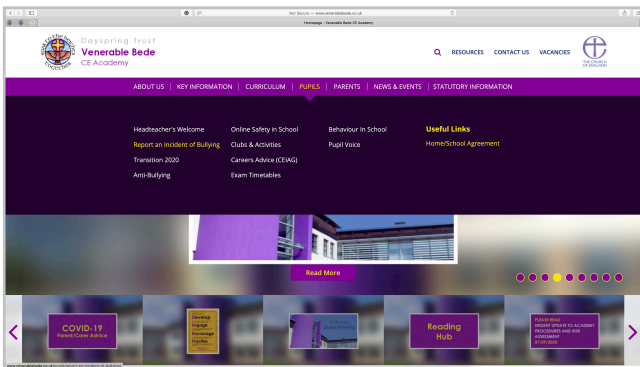 Not Secure — www.venerablebede.co.uk
Homepage - Venerable Bede CE Academy
Dayspring Trust
Venerable Bede
CE Academy
RESOURCES
CONTACT US
VACANCIES
THE CHURCH
OF ENGLAND
ABOUT US
KEY INFORMATION
CURRICULUM
PUPILS
PARENTS
NEWS & EVENTS
STATUTORY INFORMATION
Headteacher's Welcome
Online Safety in School
Behaviour In School
Useful Links
Report an Incident of Bullying
Clubs & Activities
Pupil Voice
Home/School Agreement
Transition 2020
Careers Advice (CEIAG)
Anti-Bullying
Exam Timetables
Read More
COVID-19
Parent/Carer Advice
Develop
Engage
Encourage
Practise
Open Evening
Reading
Hub
PLEASE READ
URGENT UPDATE TO ACADEMY
PROCEDURES AND RISK
ASSESSMENT
07/09/2020